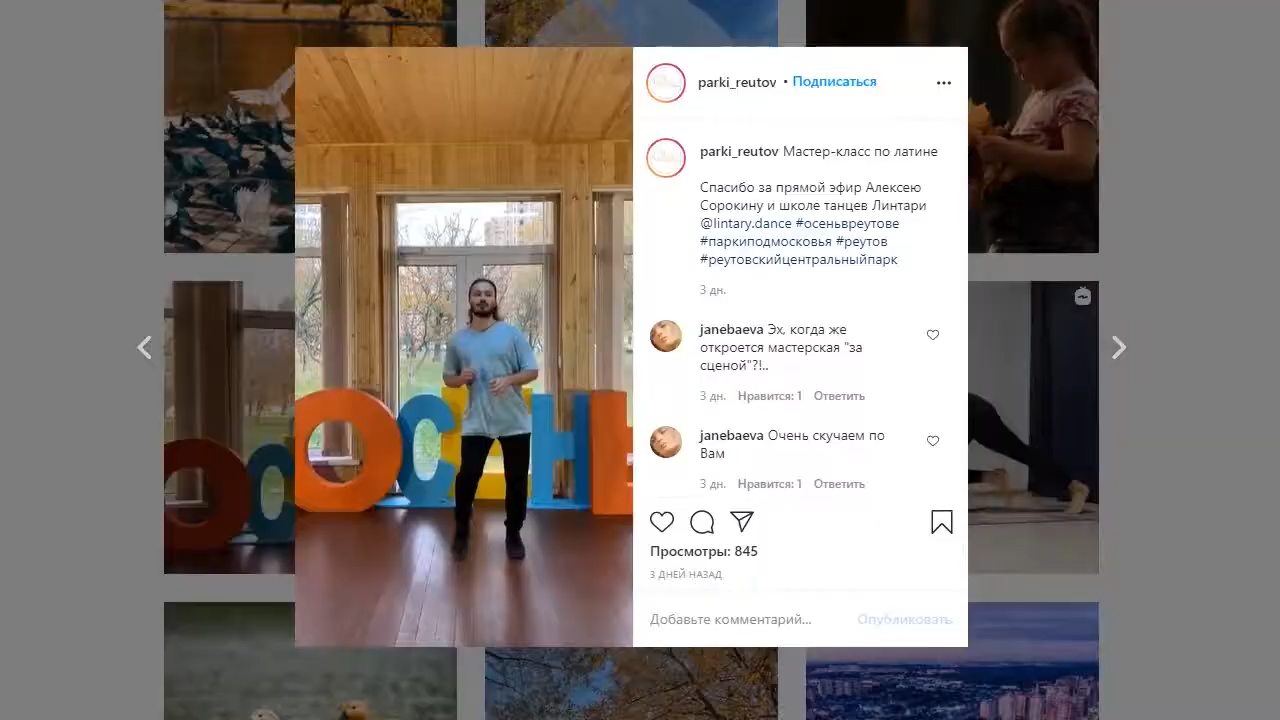 parki_reutov • Подписаться
parki_reutov Мастер-класс по латине
Спасибо за прямой эфир Алексею
Сорокину и школе танцев Линтари
@lintary.dance #осеньвреутове
#паркиподмосковья #реутов
#реутовскийцентральныйпарк
3 дн.
janebaeva Эх, когда же
откроется мастерская "за
сценой"?!..
3 дн. Нравится: 1 Ответить
janebaeva Очень скучаем по
Вам
3 дн. Нравится: 1 Ответить
Просмотры: 845
3 ДНЕЙ НАЗАД
Добавьте комментарий... Опубликовать
ОСЕНЬ
ОС